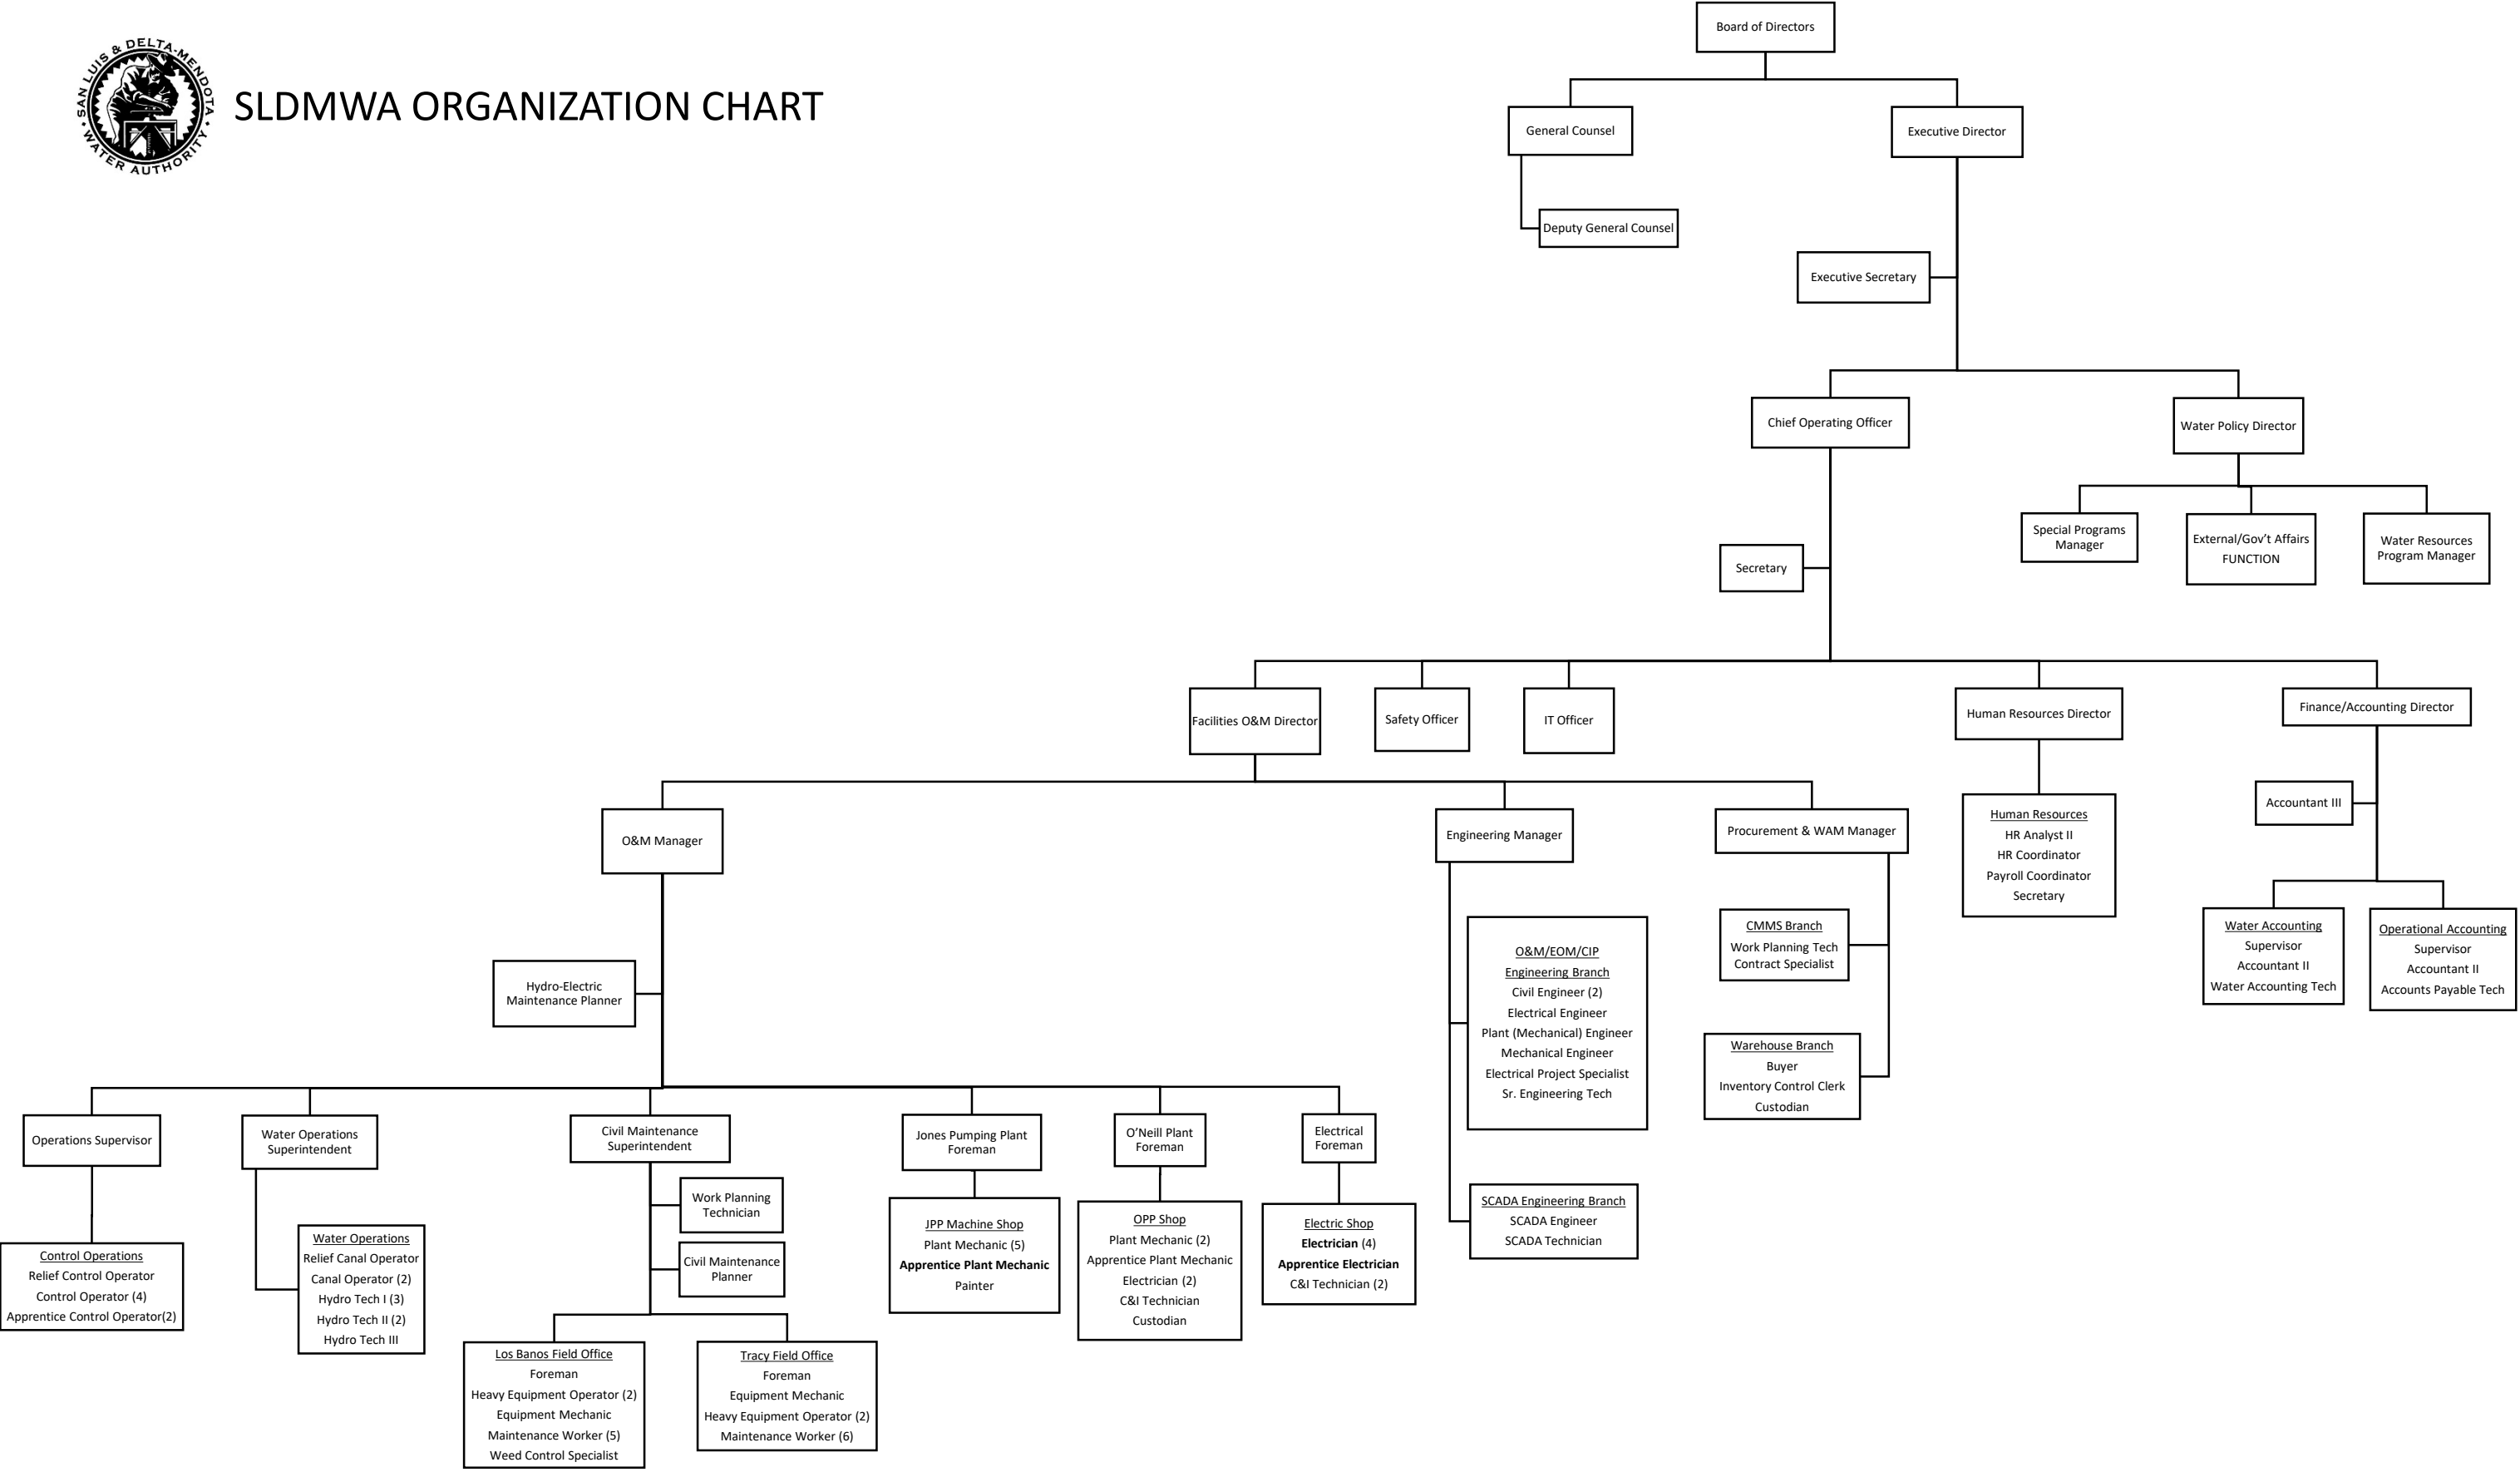 SAN LUIS & DELTA-MENDOTA
WATER AUTHORITY
SLDMWA ORGANIZATION CHART
Board of Directors
General Counsel
Executive Director
Deputy General Counsel
Executive Secretary
Chief Operating Officer
Water Policy Director
Special Programs
Manager
External/Gov’t Affairs
FUNCTION
Water Resources
Program Manager
Secretary
Facilities O&M Director
Safety Officer
IT Officer
Human Resources Director
Finance/Accounting Director
O&M Manager
Engineering Manager
Procurement & WAM Manager
Human Resources
HR Analyst II
HR Coordinator
Payroll Coordinator
Secretary
Accountant III
Hydro-Electric
Maintenance Planner
O&M/EOM/CIP
Engineering Branch
Civil Engineer (2)
Electrical Engineer
Plant (Mechanical) Engineer
Mechanical Engineer
Electrical Project Specialist
Sr. Engineering Tech
CMMS Branch
Work Planning Tech
Contract Specialist
Water Accounting
Supervisor
Accountant II
Water Accounting Tech
Operational Accounting
Supervisor
Accountant II
Accounts Payable Tech
Warehouse Branch
Buyer
Inventory Control Clerk
Custodian
Operations Supervisor
Water Operations
Superintendent
Civil Maintenance
Superintendent
Jones Pumping Plant
Foreman
O’Neill Plant
Foreman
Electrical
Foreman
Work Planning
Technician
Civil Maintenance
Planner
SCADA Engineering Branch
SCADA Engineer
SCADA Technician
Control Operations
Relief Control Operator
Control Operator (4)
Apprentice Control Operator(2)
Water Operations
Relief Canal Operator
Canal Operator (2)
Hydro Tech I (3)
Hydro Tech II (2)
Hydro Tech III
JPP Machine Shop
Plant Mechanic (5)
Apprentice Plant Mechanic
Painter
OPP Shop
Plant Mechanic (2)
Apprentice Plant Mechanic
Electrician (2)
C&I Technician
Custodian
Electric Shop
Electrician (4)
Apprentice Electrician
C&I Technician (2)
Los Banos Field Office
Foreman
Heavy Equipment Operator (2)
Equipment Mechanic
Maintenance Worker (5)
Weed Control Specialist
Tracy Field Office
Foreman
Equipment Mechanic
Heavy Equipment Operator (2)
Maintenance Worker (6)